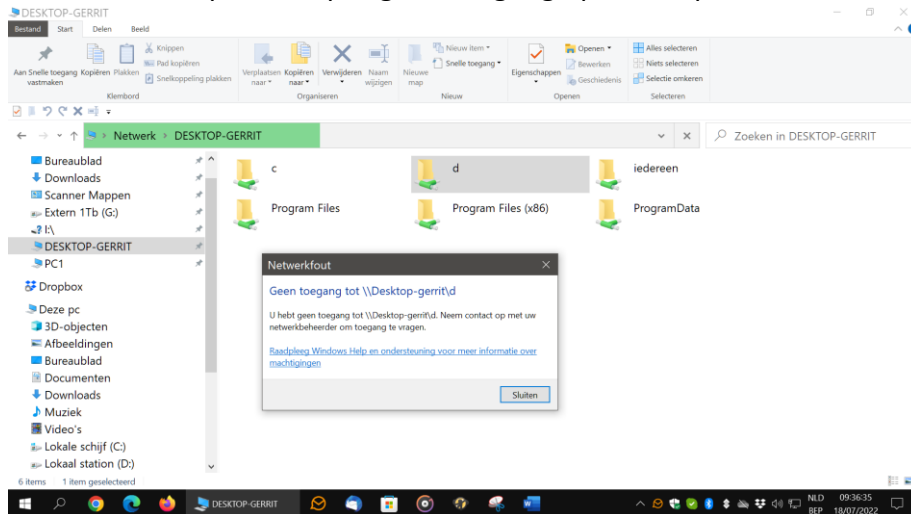 DESKTOP-GERRIT
Bestand Start Delen Beeld
Aan Snelle toegang vastmaken
Kopiëren
Plakken
Knippen
Pad kopiëren
Snelkoppeling plakken
Klembord
Verplaatsen naar
Kopiëren naar
Verwijderen
Naam wijzigen
Organiseren
Nieuwe map
Nieuw item
Snelle toegang
Nieuw
Eigenschappen
Openen
Bewerken
Geschiedenis
Openen
Alles selecteren
Niets selecteren
Selectie omkeren
Selecteren
Netwerk > DESKTOP-GERRIT
Zoeken in DESKTOP-GERRIT
Bureaublad
Downloads
Scanner Mappen
Extern 1Tb (G:)
I:\
DESKTOP-GERRIT
PC1
Dropbox
Deze pc
3D-objecten
Afbeeldingen
Bureaublad
Documenten
Downloads
Muziek
Video's
Lokale schijf (C:)
Lokaal station (D:)
c
d
iedereen
Program Files
Program Files (x86)
ProgramData
Netwerkfout
Geen toegang tot \\Desktop-gerrit\d
U hebt geen toegang tot \\Desktop-gerrit\d. Neem contact op met uw
netwerkbeheerder om toegang te vragen.
Raadpleeg Windows Help en ondersteuning voor meer informatie over
machtigingen
Sluiten
6 items 1 item geselecteerd
DESKTOP-GERRIT
NLD
BEP
09:36:35
18/07/2022